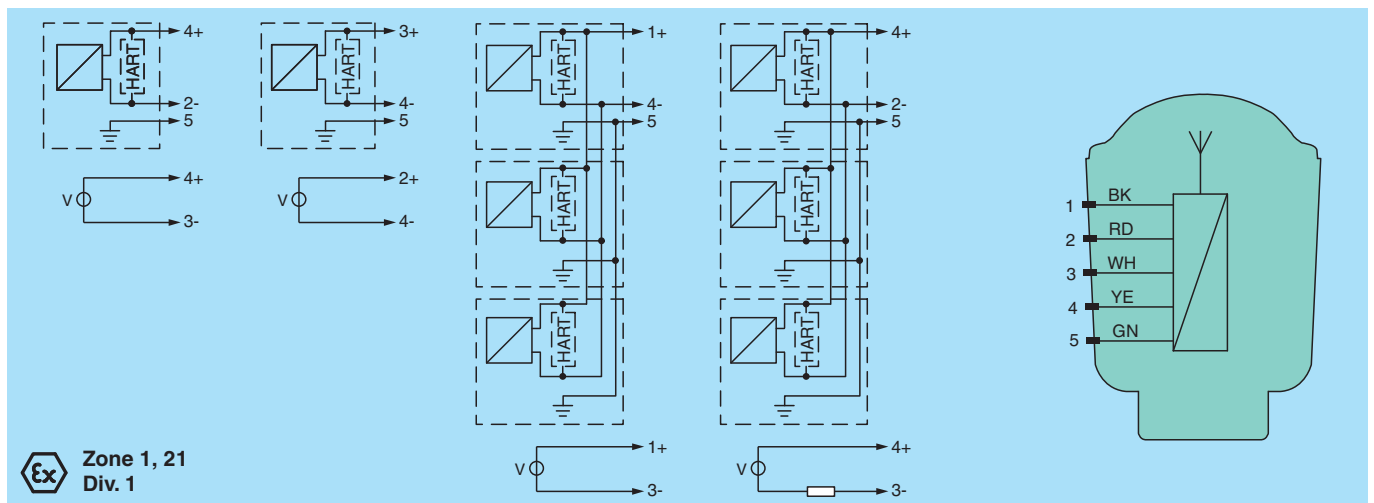 4+
HART
2-
5
V
4+
3-
3+
HART
4-
5
V
2+
4-
1+
HART
4-
5
HART
HART
V
1+
3-
4+
HART
2-
5
HART
HART
V
4+
3-
1 BK
2 RD
3 WH
4 YE
5 GN
Ex
Zone 1, 21
Div. 1